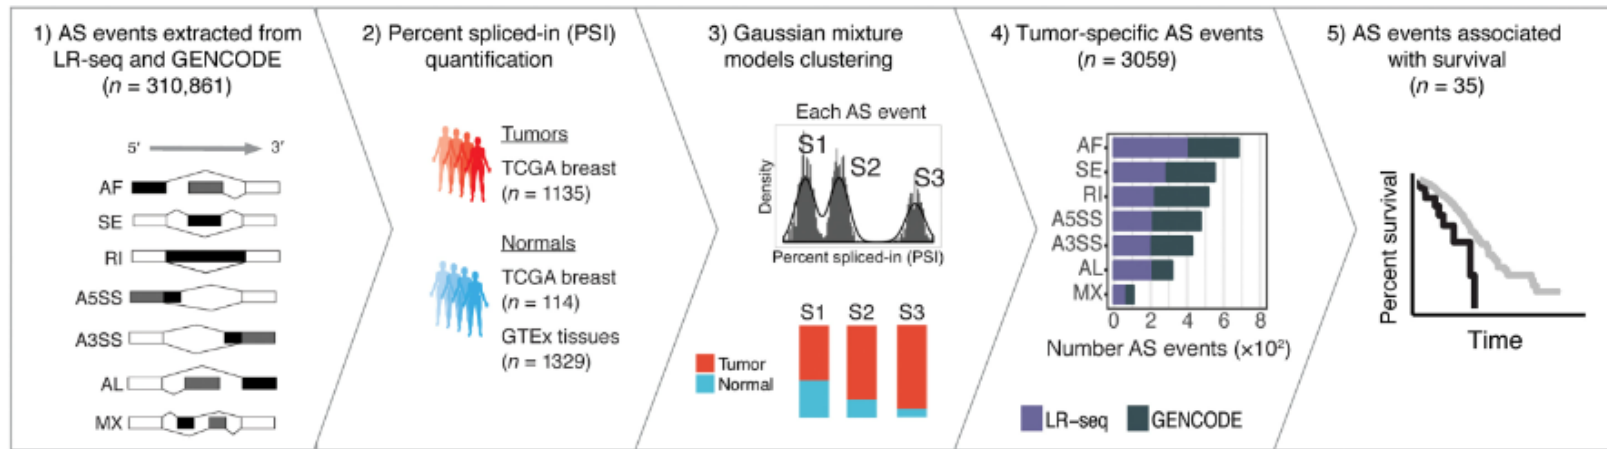 1) AS events extracted from
LR-seq and GENCODE
(n = 310,861)
5′ 3′
AF
SE
RI
A5SS
A3SS
AL
MX
2) Percent spliced-in (PSI)
quantification
Tumors
TCGA breast
(n = 1135)
Normals
TCGA breast
(n = 114)
GTEx tissues
(n = 1329)
3) Gaussian mixture
models clustering
Each AS event
S1
S2
S3
Density
Percent spliced-in (PSI)
S1 S2 S3
Tumor
Normal
4) Tumor-specific AS events
(n = 3059)
AF
SE
RI
A5SS
A3SS
AL
MX
0 2 4 6 8
Number AS events (×10²)
LR-seq GENCODE
5) AS events associated
with survival
(n = 35)
Percent survival
Time